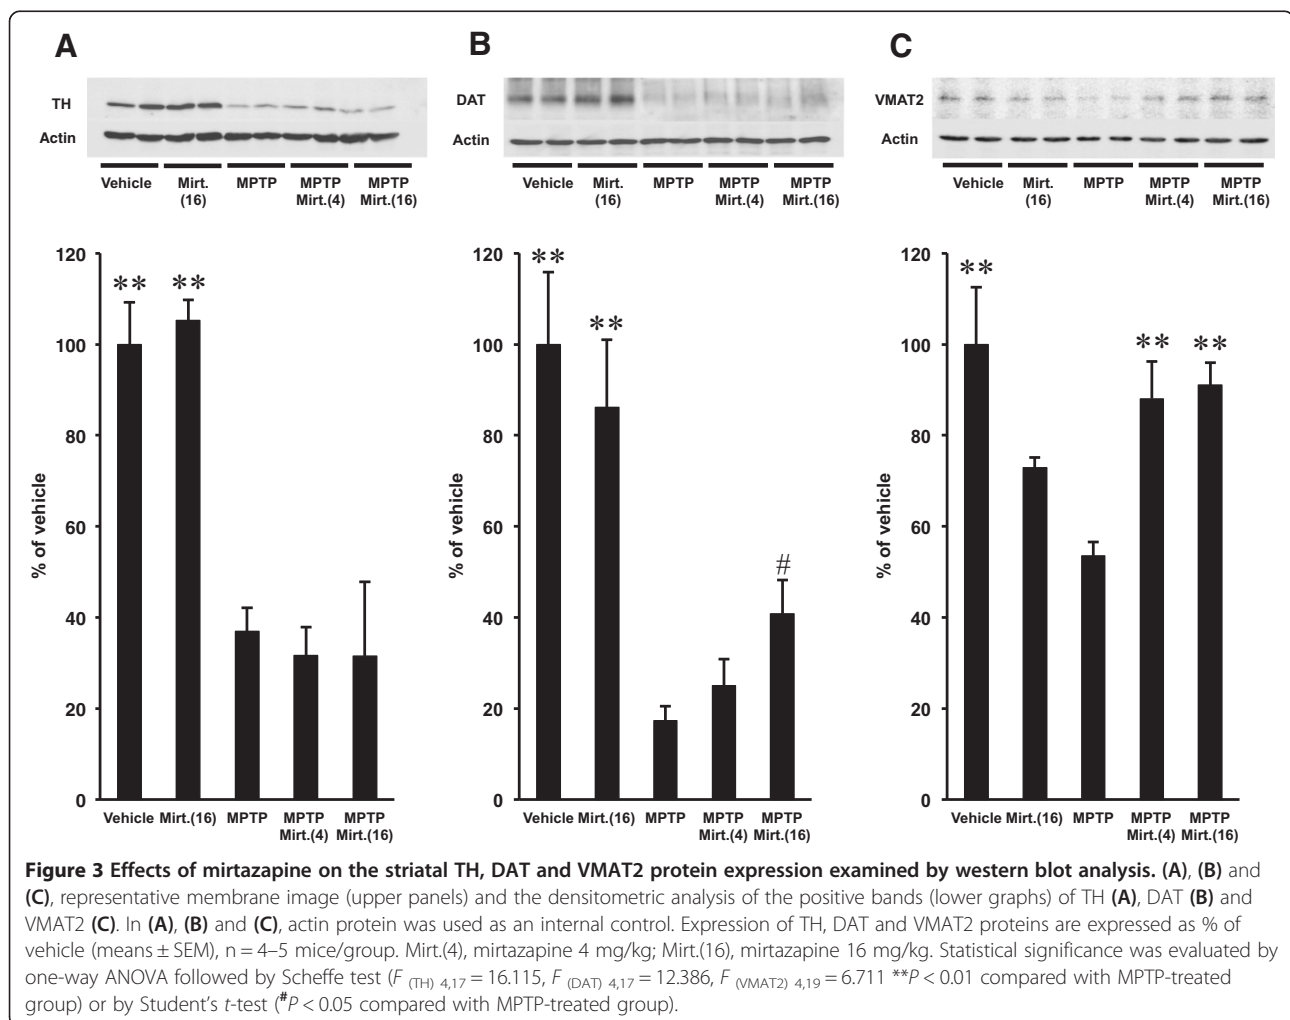 A
B
C
TH
Actin
Vehicle Mirt. (16) MPTP MPTP Mirt.(4) MPTP Mirt.(16)
DAT
Actin
Vehicle Mirt. (16) MPTP MPTP Mirt.(4) MPTP Mirt.(16)
VMAT2
Actin
Vehicle Mirt. (16) MPTP MPTP Mirt.(4) MPTP Mirt.(16)
% of vehicle
120
100
80
60
40
20
0
** **
Vehicle Mirt.(16) MPTP MPTP Mirt.(4) MPTP Mirt.(16)
% of vehicle
120
100
80
60
40
20
0
** ** #
Vehicle Mirt.(16) MPTP MPTP Mirt.(4) MPTP Mirt.(16)
% of vehicle
120
100
80
60
40
20
0
** ** **
Vehicle Mirt.(16) MPTP MPTP Mirt.(4) MPTP Mirt.(16)
Figure 3 Effects of mirtazapine on the striatal TH, DAT and VMAT2 protein expression examined by western blot analysis. (A), (B) and
(C), representative membrane image (upper panels) and the densitometric analysis of the positive bands (lower graphs) of TH (A), DAT (B) and
VMAT2 (C). In (A), (B) and (C), actin protein was used as an internal control. Expression of TH, DAT and VMAT2 proteins are expressed as % of
vehicle (means ± SEM), n = 4–5 mice/group. Mirt.(4), mirtazapine 4 mg/kg; Mirt.(16), mirtazapine 16 mg/kg. Statistical significance was evaluated by
one-way ANOVA followed by Scheffe test (F (TH) 4,17 = 16.115, F (DAT) 4,17 = 12.386, F (VMAT2) 4,19 = 6.711 **P < 0.01 compared with MPTP-treated
group) or by Student's t-test (#P < 0.05 compared with MPTP-treated group).